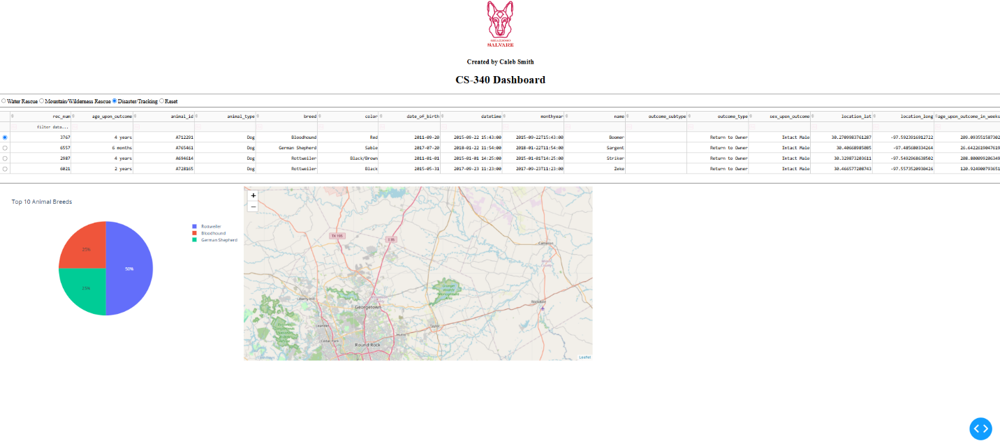 GRAZIOSO
SALVARE
Created by Caleb Smith
CS-340 Dashboard
Water Rescue Mountain/Wilderness Rescue Disaster/Tracking Reset
rec_num age_upon_outcome animal_id animal_type breed color date_of_birth datetime monthyear name outcome_subtype outcome_type sex_upon_outcome location_lat location_long age_upon_outcome_in_weeks
filter data...
3767 4 years A712291 Dog Bloodhound Red 2011-09-20 2015-09-22 15:43:00 2015-09-22T15:43:00 Boomer Return to Owner Intact Male 30.2709983761287 -97.5923916912722 209.093551587302
6557 6 months A765461 Dog German Shepherd Sable 2017-07-20 2018-01-22 11:54:00 2018-01-22T11:54:00 Sargent Return to Owner Intact Male 30.40668985085 -97.485680334264 26.6422619047619
2987 4 years A694614 Dog Rottweiler Black/Brown 2011-01-01 2015-01-01 14:25:00 2015-01-01T14:25:00 Striker Return to Owner Intact Male 30.329873203611 -97.5492968638502 208.800099206349
6021 2 years A728165 Dog Rottweiler Black 2015-05-31 2017-09-23 11:23:00 2017-09-23T11:23:00 Zeke Return to Owner Intact Male 30.466577208743 -97.5573520930426 120.924900793651
Top 10 Animal Breeds
Rottweiler
Bloodhound
German Shepherd
25%
50%
25%
+
−
TX 195
I 35
Cameron
Liberty Hill
Georgetown
Rockdale
Leander
Taylor
Hutto
Cedar Park
Round Rock
Leaflet